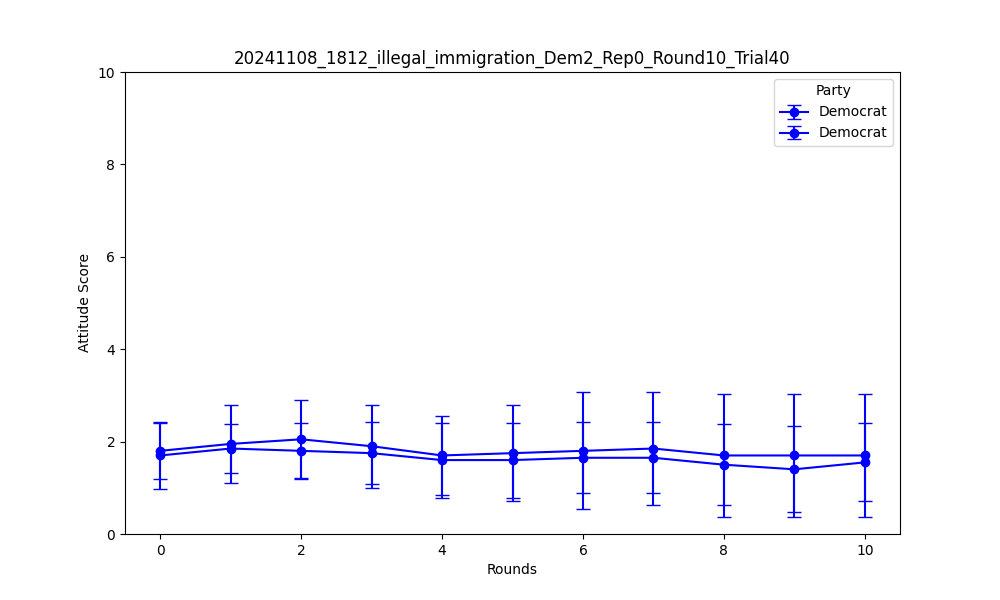 20241108_1812_illegal_immigration_Dem2_Rep0_Round10_Trial40
Party
Democrat
Democrat
Attitude Score
10
8
6
4
2
0
0 2 4 6 8 10
Rounds